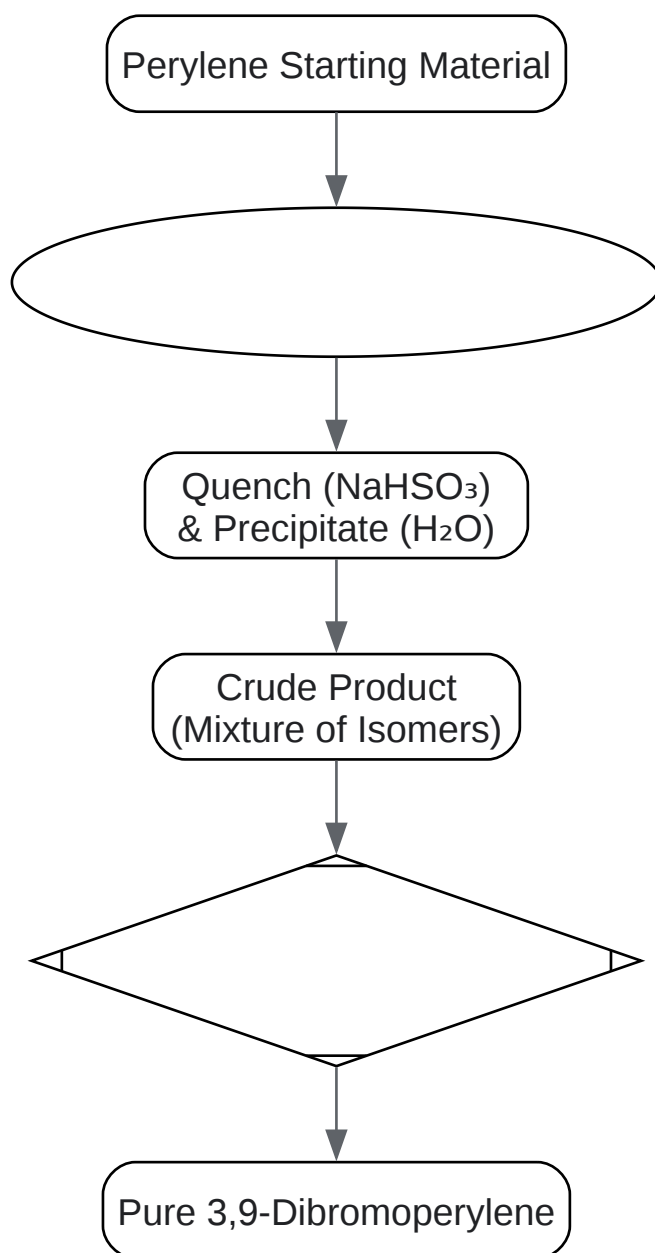 Perylene Starting Material
Quench (NaHSO₃)
& Precipitate (H₂O)
Crude Product
(Mixture of Isomers)
Pure 3,9-Dibromoperylene